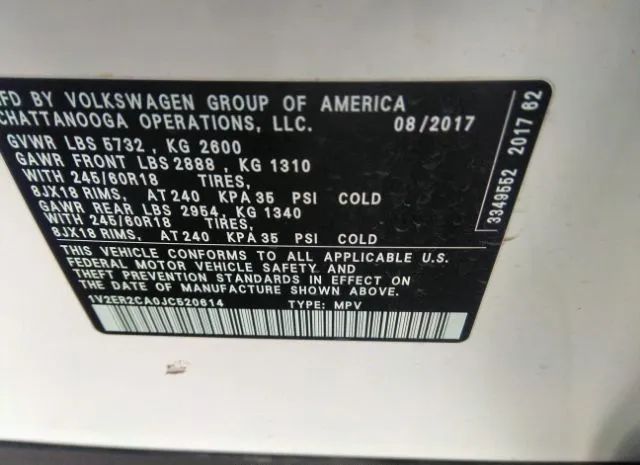 MFD BY VOLKSWAGEN GROUP OF AMERICA
CHATTANOOGA OPERATIONS, LLC. 08/2017
GVWR LBS 5732 , KG 2600
GAWR FRONT LBS 2888 , KG 1310
WITH 245/60R18 TIRES,
8JX18 RIMS, AT 240 KPA 35 PSI COLD
GAWR REAR LBS 2954, KG 1340
WITH 245/60R18 TIRES,
8JX18 RIMS, AT 240 KPA 35 PSI COLD
THIS VEHICLE CONFORMS TO ALL APPLICABLE U.S.
FEDERAL MOTOR VEHICLE SAFETY AND
THEFT PREVENTION STANDARDS IN EFFECT ON
THE DATE OF MANUFACTURE SHOWN ABOVE.
1V2ER2CA0JC520614 TYPE: MPV
3349552 2017 62